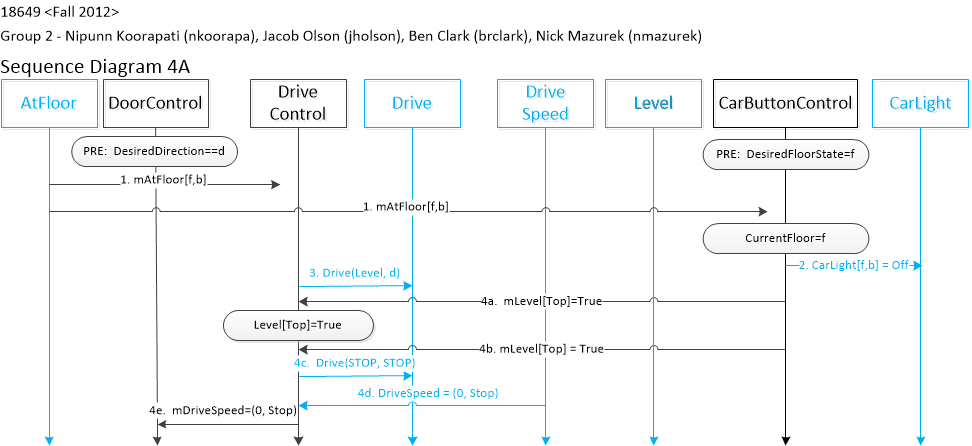 18649 <Fall 2012>
Group 2 - Nipunn Koorapati (nkoorapa), Jacob Olson (jholson), Ben Clark (brclark), Nick Mazurek (nmazurek)
Sequence Diagram 4A
AtFloor
DoorControl
Drive
Control
Drive
Drive
Speed
Level
CarButtonControl
CarLight
PRE:  DesiredDirection==d
PRE:  DesiredFloorState=f
1. mAtFloor[f,b]
1. mAtFloor[f,b]
CurrentFloor=f
2. CarLight[f,b] = Off
3. Drive(Level, d)
4a.  mLevel[Top]=True
Level[Top]=True
4b. mLevel[Top] = True
4c.  Drive(STOP, STOP)
4d. DriveSpeed = (0, Stop)
4e.  mDriveSpeed=(0, Stop)